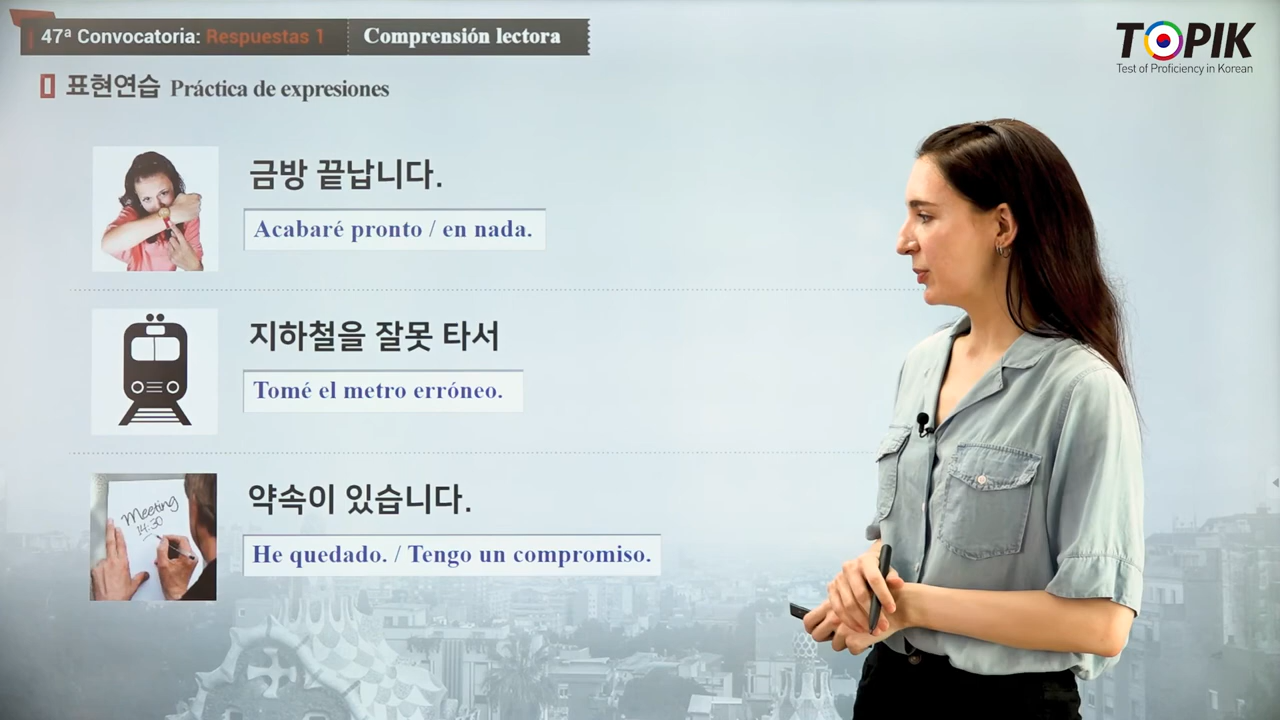 47ª Convocatoria: Respuestas 1 Comprensión lectora
TOPIK
Test of Proficiency in Korean
표현연습 Práctica de expresiones
금방 끝납니다.
Acabaré pronto / en nada.
지하철을 잘못 타서
Tomé el metro erróneo.
Meeting
14:30
약속이 있습니다.
He quedado. / Tengo un compromiso.